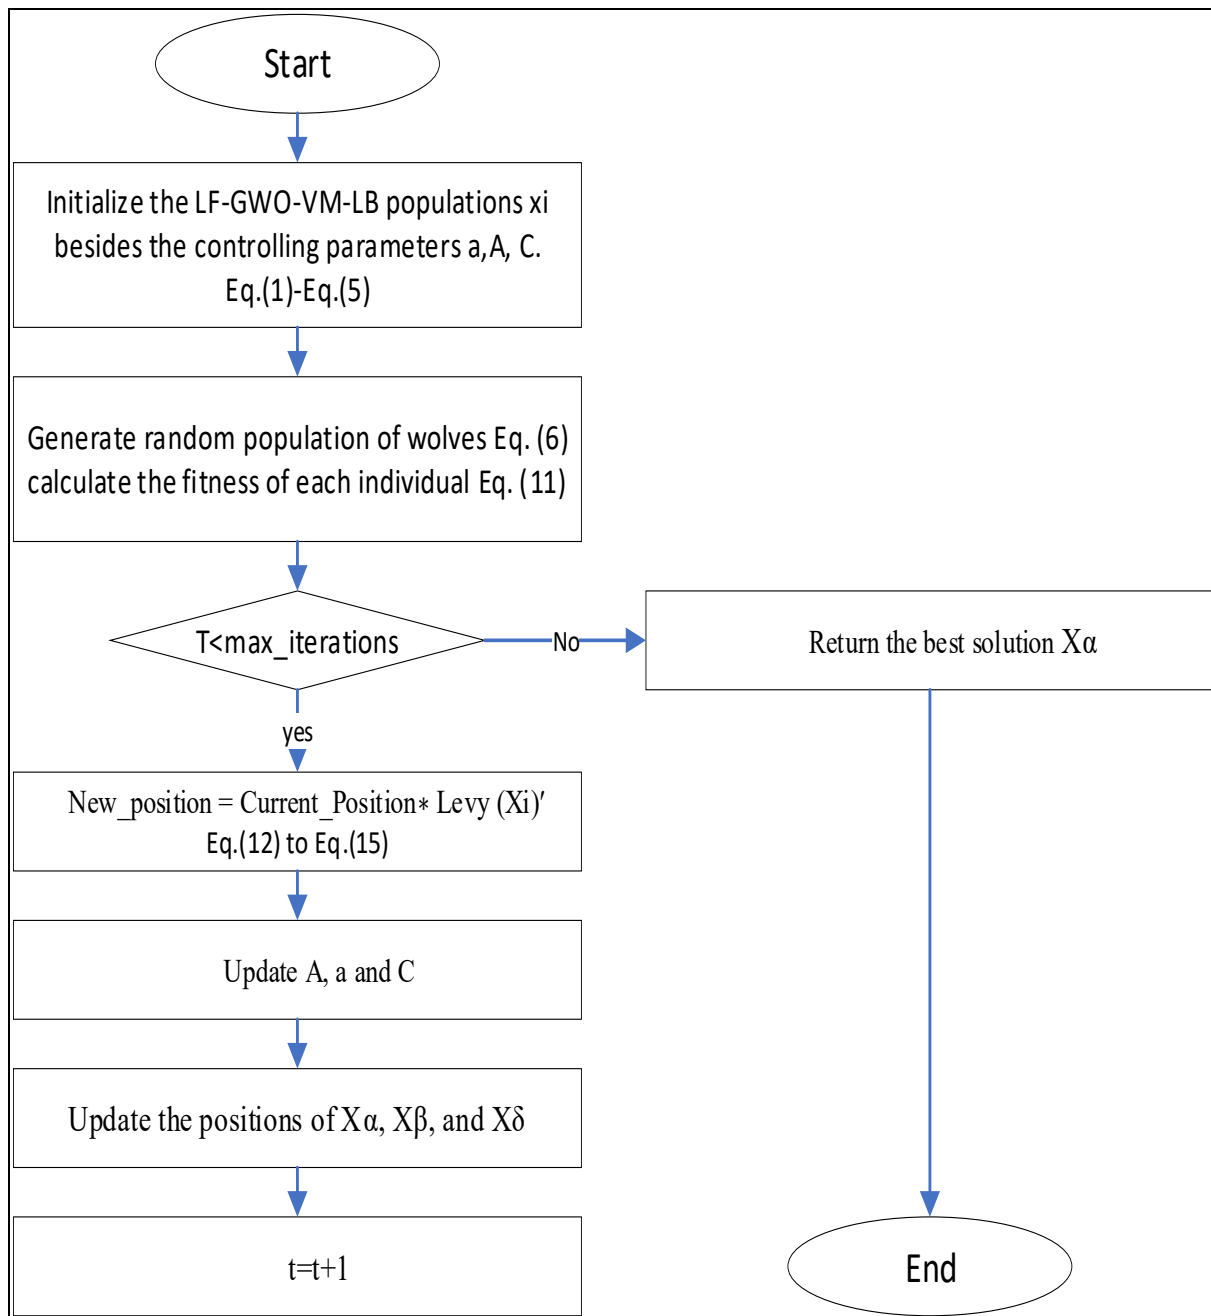 Start
Initialize the LF-GWO-VM-LB populations xi
besides the controlling parameters a,A, C.
Eq.(1)-Eq.(5)
Generate random population of wolves Eq. (6)
calculate the fitness of each individual Eq. (11)
T<max_iterations
No
Return the best solution Xα
yes
New_position = Current_Position* Levy (Xi)′
Eq.(12) to Eq.(15)
Update A, a and C
Update the positions of Xα, Xβ, and Xδ
t=t+1
End